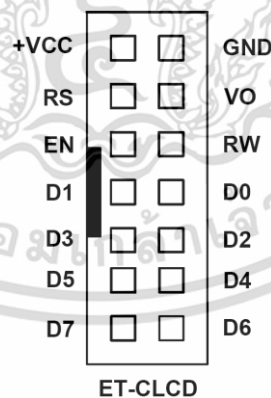 +VCC GND
RS VO
EN RW
D1 D0
D3 D2
D5 D4
D7 D6
ET-CLCD